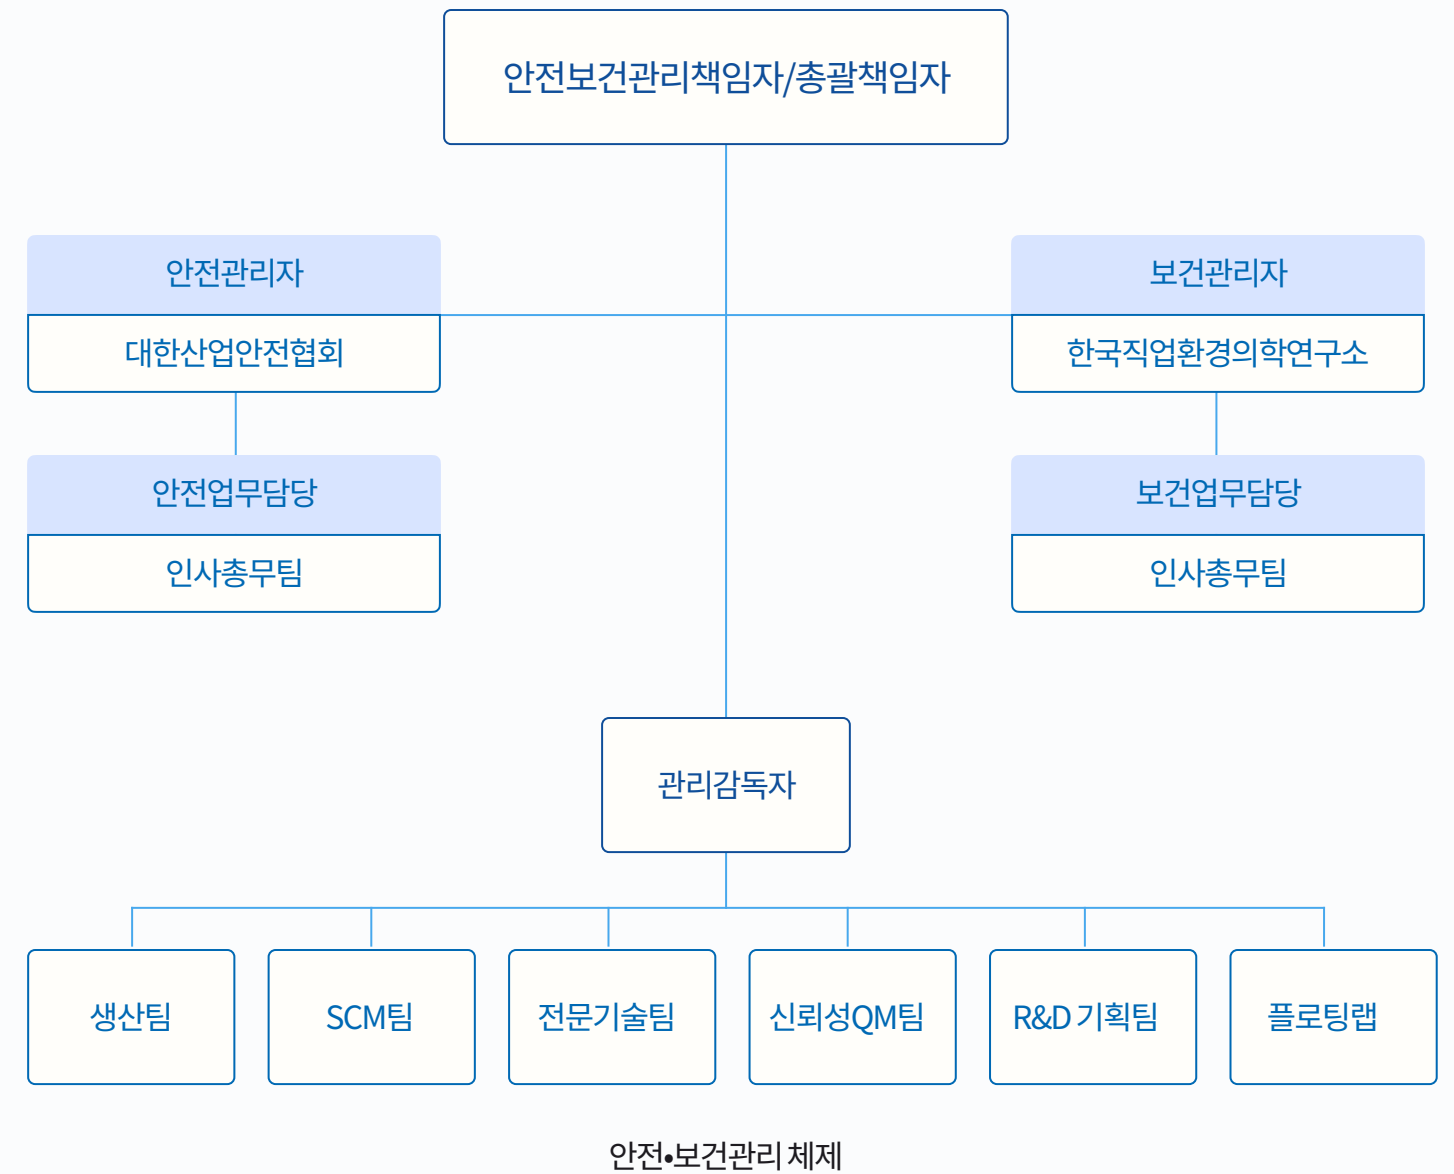 안전보건관리책임자/총괄책임자
안전관리자
대한산업안전협회
보건관리자
한국직업환경의학연구소
안전업무담당
인사총무팀
보건업무담당
인사총무팀
관리감독자
생산팀
SCM팀
전문기술팀
신뢰성QM팀
R&D 기획팀
플로팅랩
안전•보건관리 체제